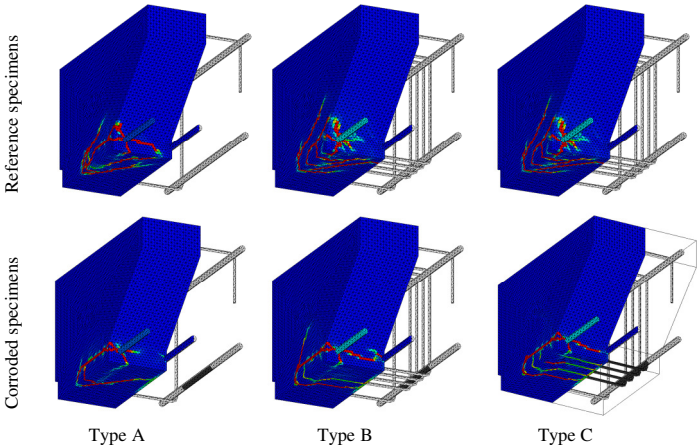 Reference specimens
Corroded specimens
Type A
Type B
Type C